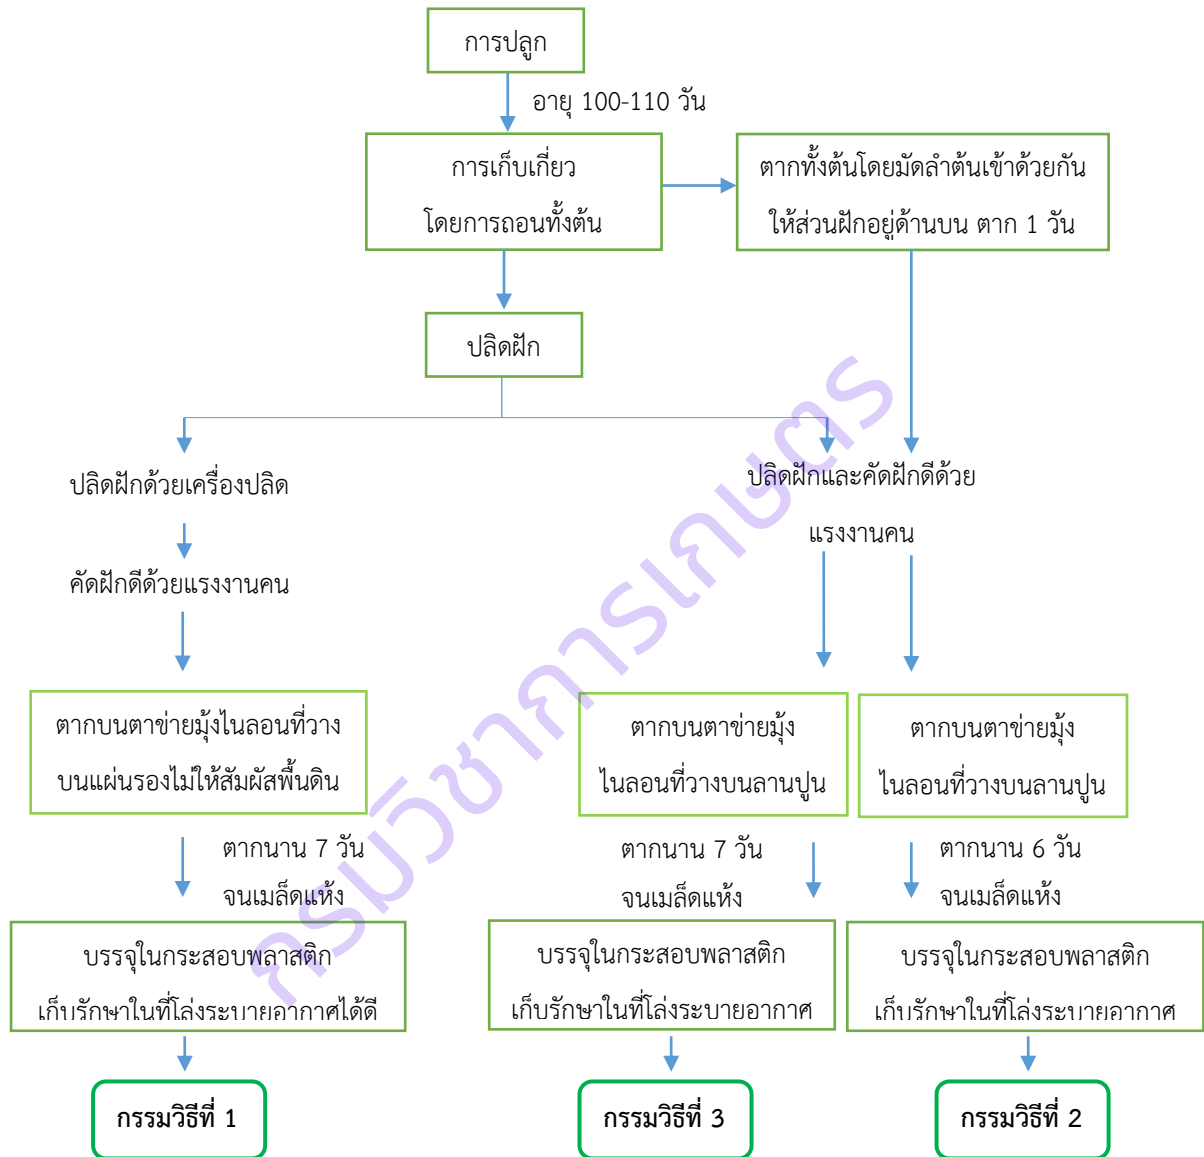 การปลูก
อายุ 100-110 วัน
การเก็บเกี่ยว
โดยการถอนทั้งต้น
ตากทั้งต้นโดยมัดลำต้นเข้าด้วยกัน
ให้ส่วนฝักอยู่ด้านบน ตาก 1 วัน
ปลิดฝัก
ปลิดฝักด้วยเครื่องปลิด
คัดฝักดีด้วยแรงงานคน
ปลิดฝักและคัดฝักดีด้วย
แรงงานคน
ตากบนตาข่ายมุ้งไนลอนที่วาง
บนแผ่นรองไม่ให้สัมผัสพื้นดิน
ตากบนตาข่ายมุ้ง
ไนลอนที่วางบนลานปูน
ตากบนตาข่ายมุ้ง
ไนลอนที่วางบนลานปูน
ตากนาน 7 วัน
จนเมล็ดแห้ง
ตากนาน 7 วัน
จนเมล็ดแห้ง
ตากนาน 6 วัน
จนเมล็ดแห้ง
บรรจุในกระสอบพลาสติก
เก็บรักษาในที่โล่งระบายอากาศได้ดี
บรรจุในกระสอบพลาสติก
เก็บรักษาในที่โล่งระบายอากาศ
บรรจุในกระสอบพลาสติก
เก็บรักษาในที่โล่งระบายอากาศ
กรรมวิธีที่ 1
กรรมวิธีที่ 3
กรรมวิธีที่ 2
กรมวิชาการเกษตร